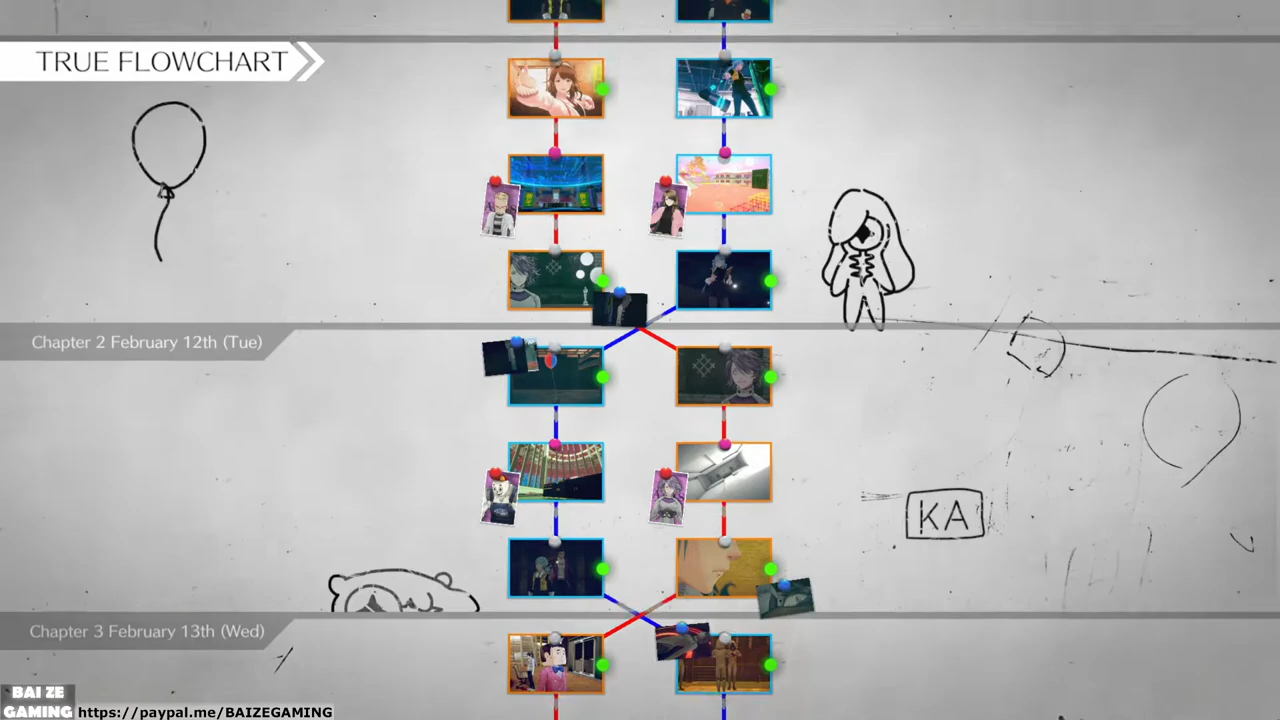 TRUE FLOWCHART
Chapter 2 February 12th (Tue)
KA
Chapter 3 February 13th (Wed)
BAI ZE
GAMING https://paypal.me/BAIZEGAMING